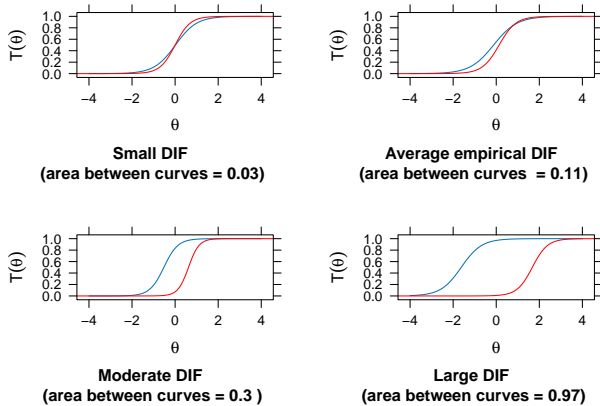 T(θ)
1.0
0.8
0.6
0.4
0.2
0.0
−4 −2 0 2 4
θ
Small DIF
(area between curves = 0.03)
T(θ)
1.0
0.8
0.6
0.4
0.2
0.0
−4 −2 0 2 4
θ
Average empirical DIF
(area between curves = 0.11)
T(θ)
1.0
0.8
0.6
0.4
0.2
0.0
−4 −2 0 2 4
θ
Moderate DIF
(area between curves = 0.3 )
T(θ)
1.0
0.8
0.6
0.4
0.2
0.0
−4 −2 0 2 4
θ
Large DIF
(area between curves = 0.97)